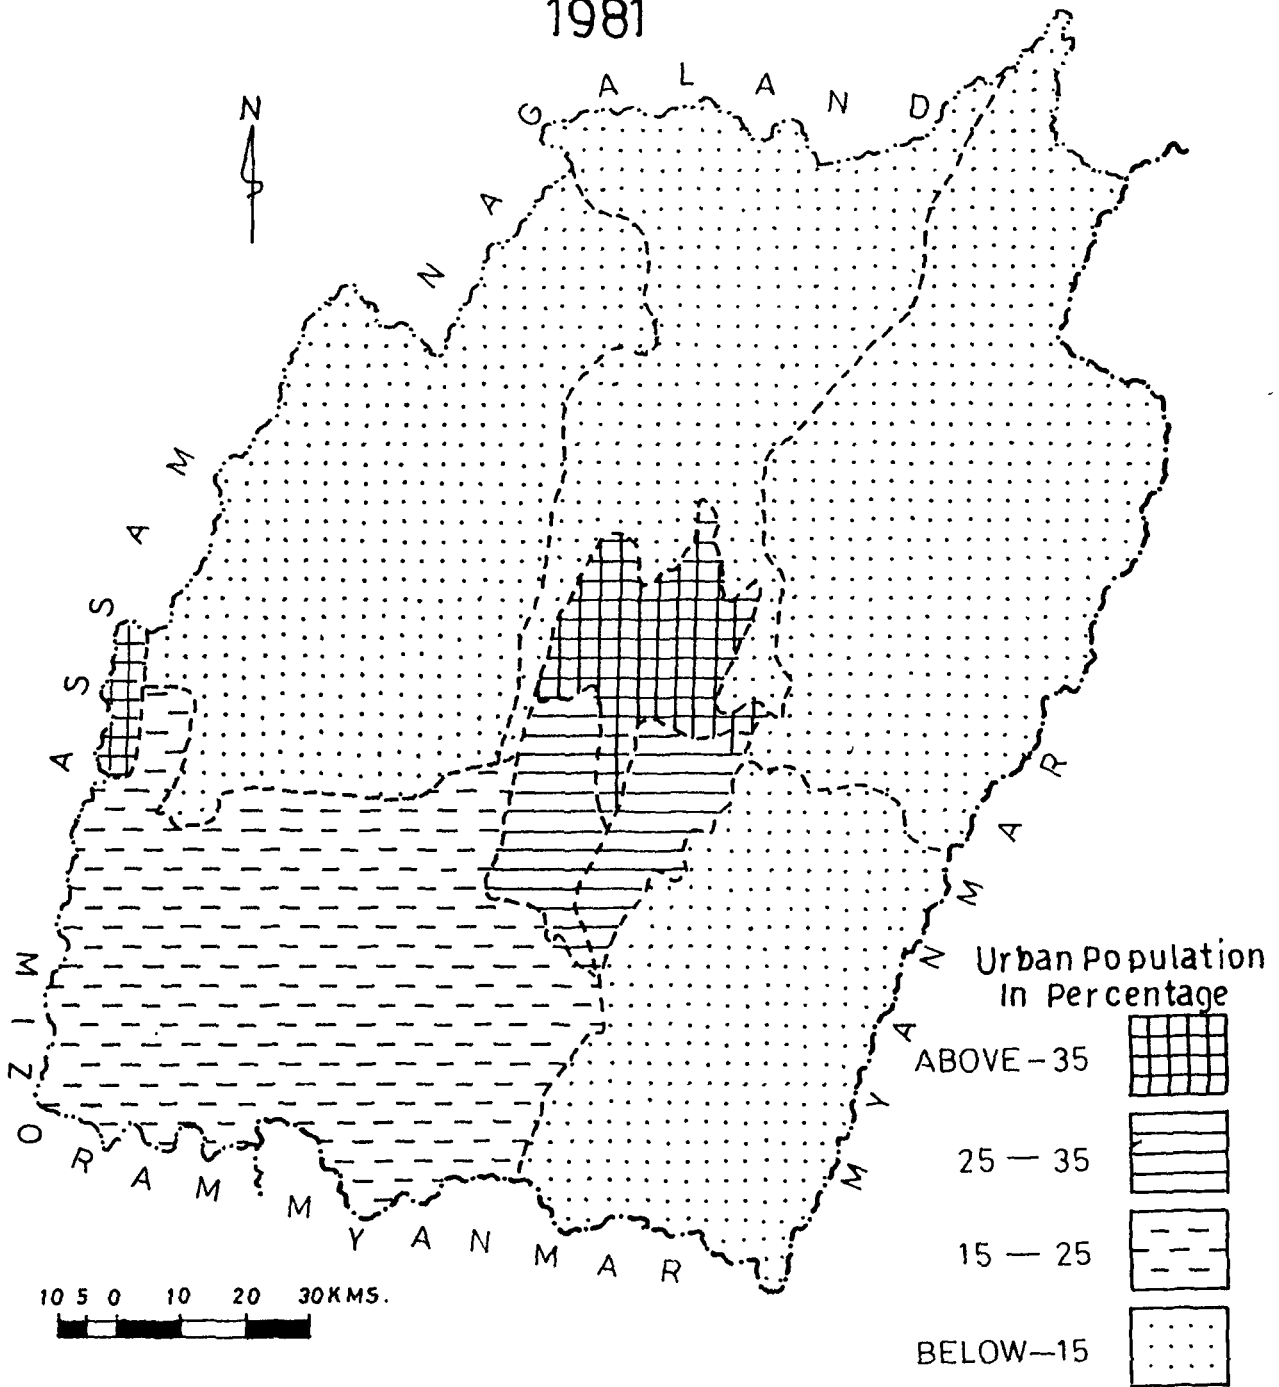 1981
N
NAGALAND
ASSAM
MIZORAM
MYANMAR
MYANMAR
Urban Population
In Percentage
ABOVE-35
25-35
15-25
BELOW-15
10 5 0 10 20 30KMS.